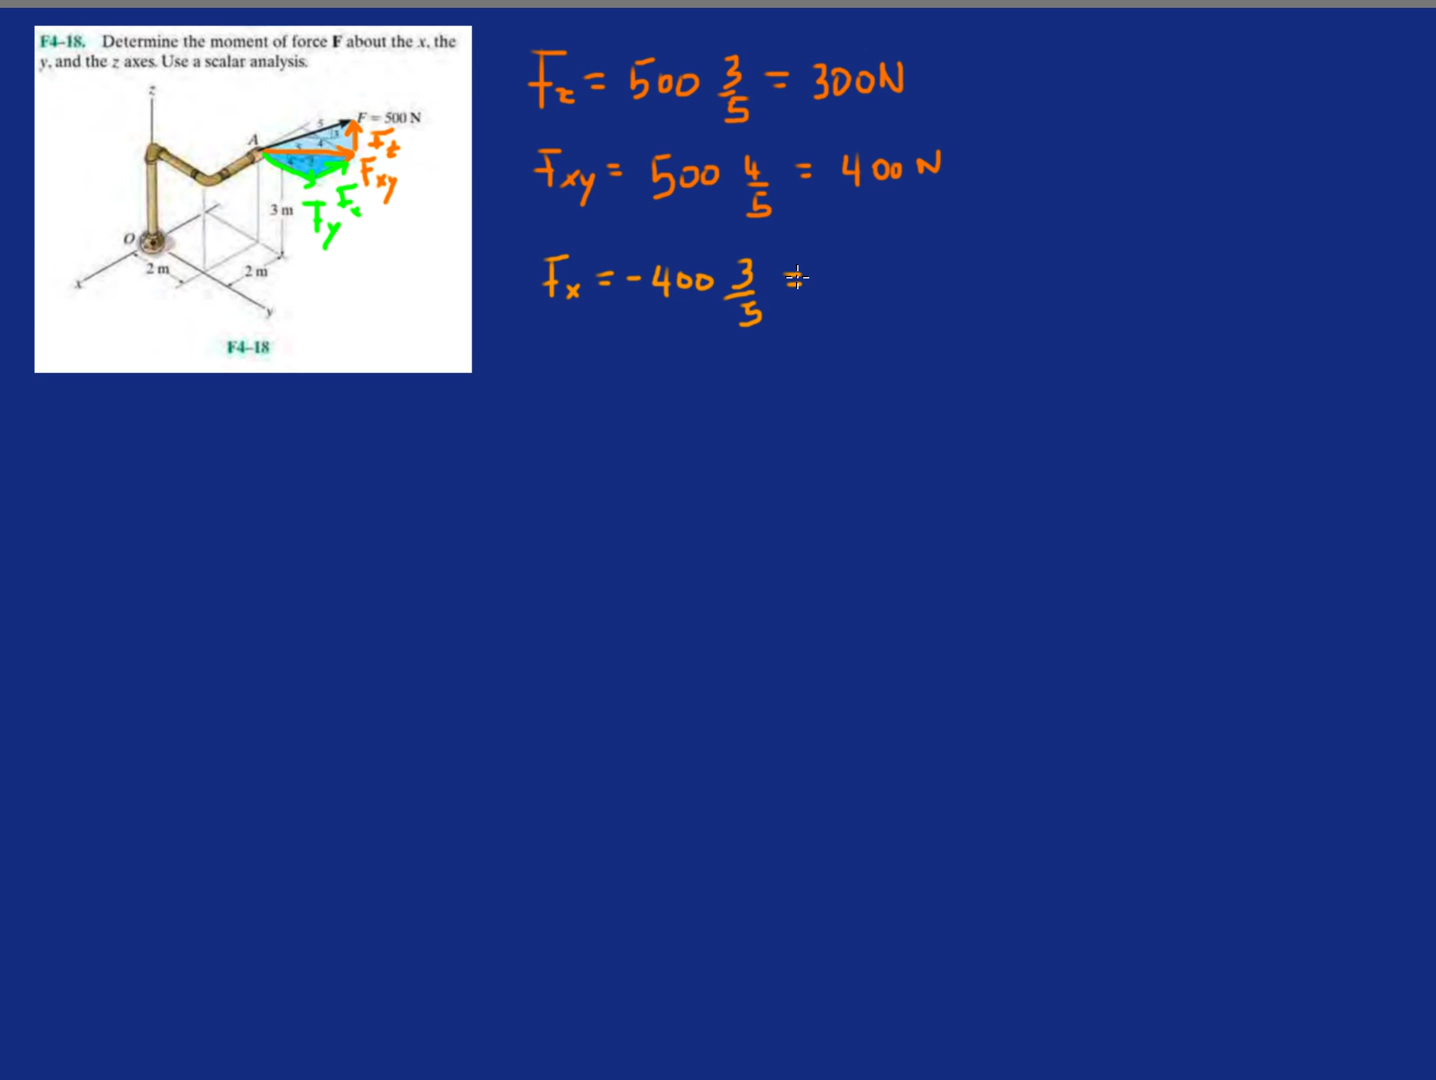 F4–18. Determine the moment of force F about the x, the
y, and the z axes. Use a scalar analysis.
z
5
F = 500 N
A
3
5
4
Fz
Fxy
Fx
Fy
3 m
O
2 m
2 m
x
y
F4–18
Fz = 500 3/5 = 300N
Fxy = 500 4/5 = 400 N
Fx = -400 3/5 =